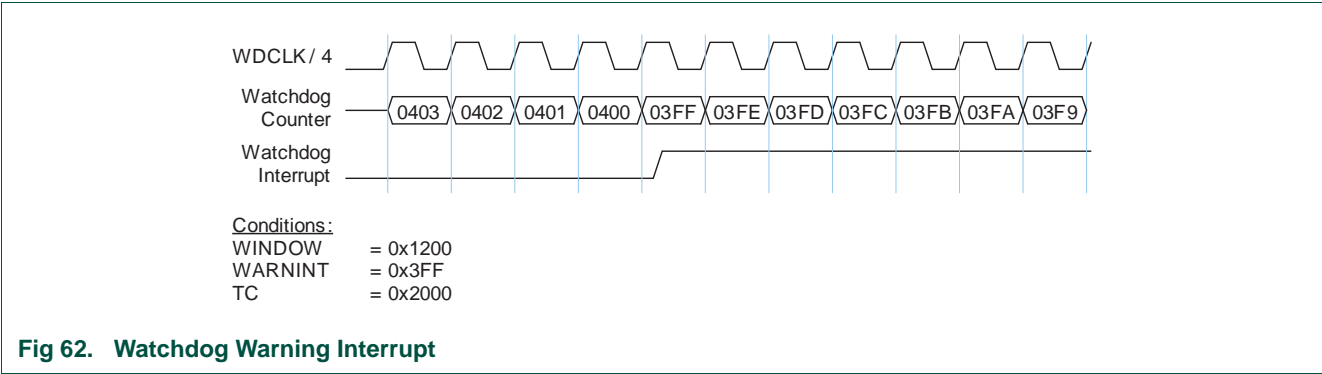 WDCLK / 4
Watchdog Counter 0403 0402 0401 0400 03FF 03FE 03FD 03FC 03FB 03FA 03F9
Watchdog Interrupt
Conditions:
WINDOW = 0x1200
WARNINT = 0x3FF
TC = 0x2000
Fig 62. Watchdog Warning Interrupt